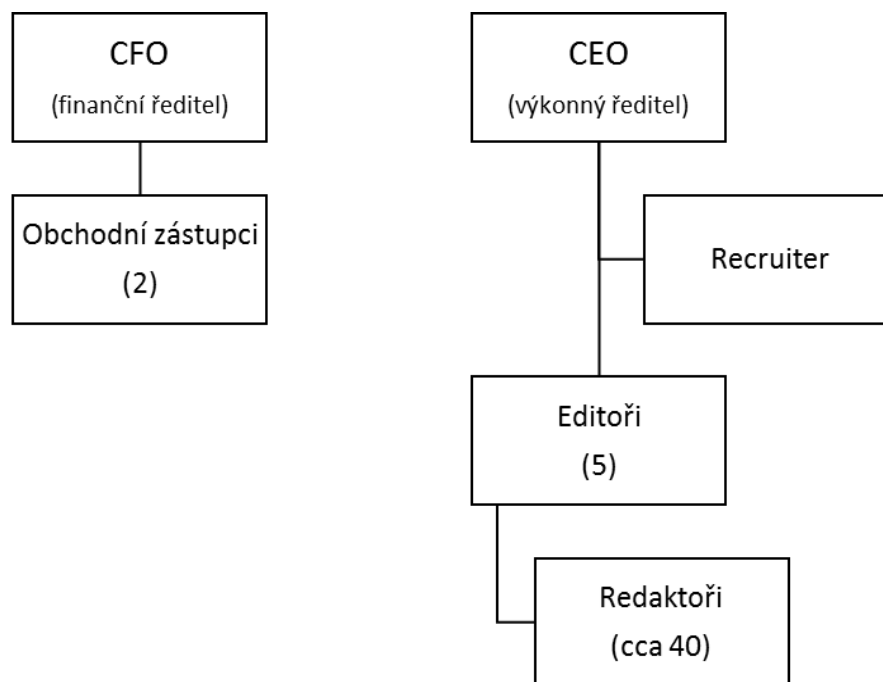 CFO
(finanční ředitel)
CEO
(výkonný ředitel)
Obchodní zástupci
(2)
Recruiter
Editoři
(5)
Redaktoři
(cca 40)